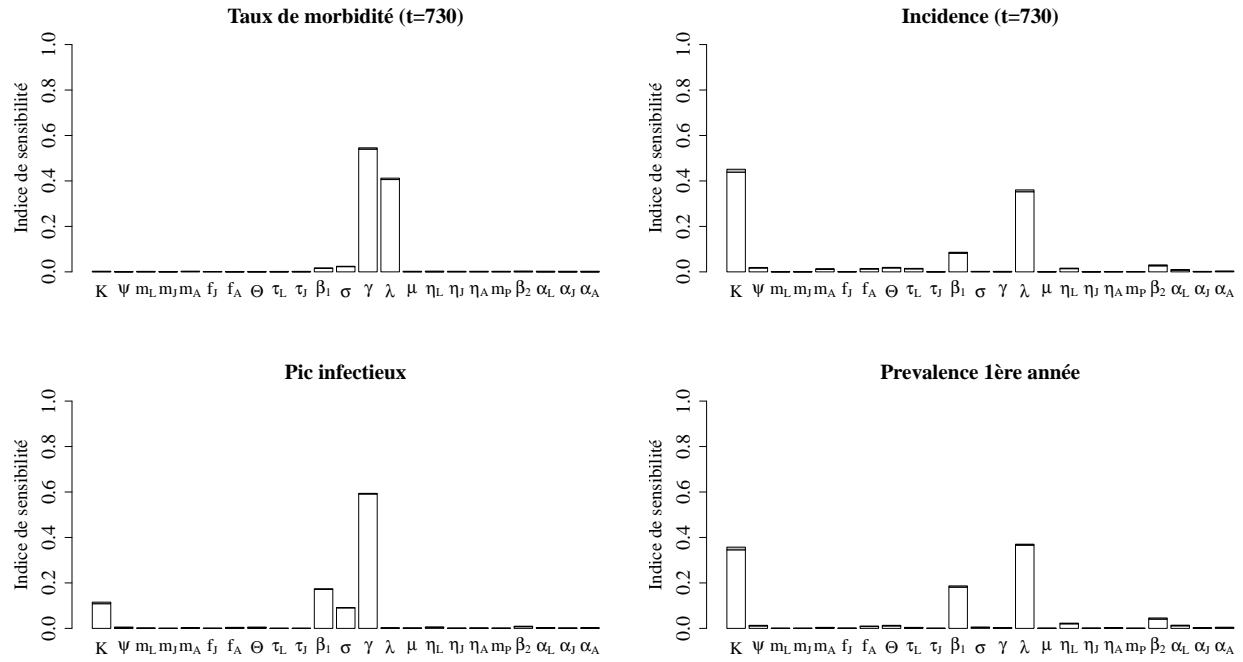 Taux de morbidité (t=730)
Indice de sensibilité
1.0
0.8
0.6
0.4
0.2
0.0
K ψ mL mJ mA fJ fA Θ τL τJ β1 σ γ λ μ ηL ηJ ηA mP β2 αL αJ αA
Incidence (t=730)
Indice de sensibilité
1.0
0.8
0.6
0.4
0.2
0.0
K ψ mL mJ mA fJ fA Θ τL τJ β1 σ γ λ μ ηL ηJ ηA mP β2 αL αJ αA
Pic infectieux
Indice de sensibilité
1.0
0.8
0.6
0.4
0.2
0.0
K ψ mL mJ mA fJ fA Θ τL τJ β1 σ γ λ μ ηL ηJ ηA mP β2 αL αJ αA
Prevalence 1ère année
Indice de sensibilité
1.0
0.8
0.6
0.4
0.2
0.0
K ψ mL mJ mA fJ fA Θ τL τJ β1 σ γ λ μ ηL ηJ ηA mP β2 αL αJ αA